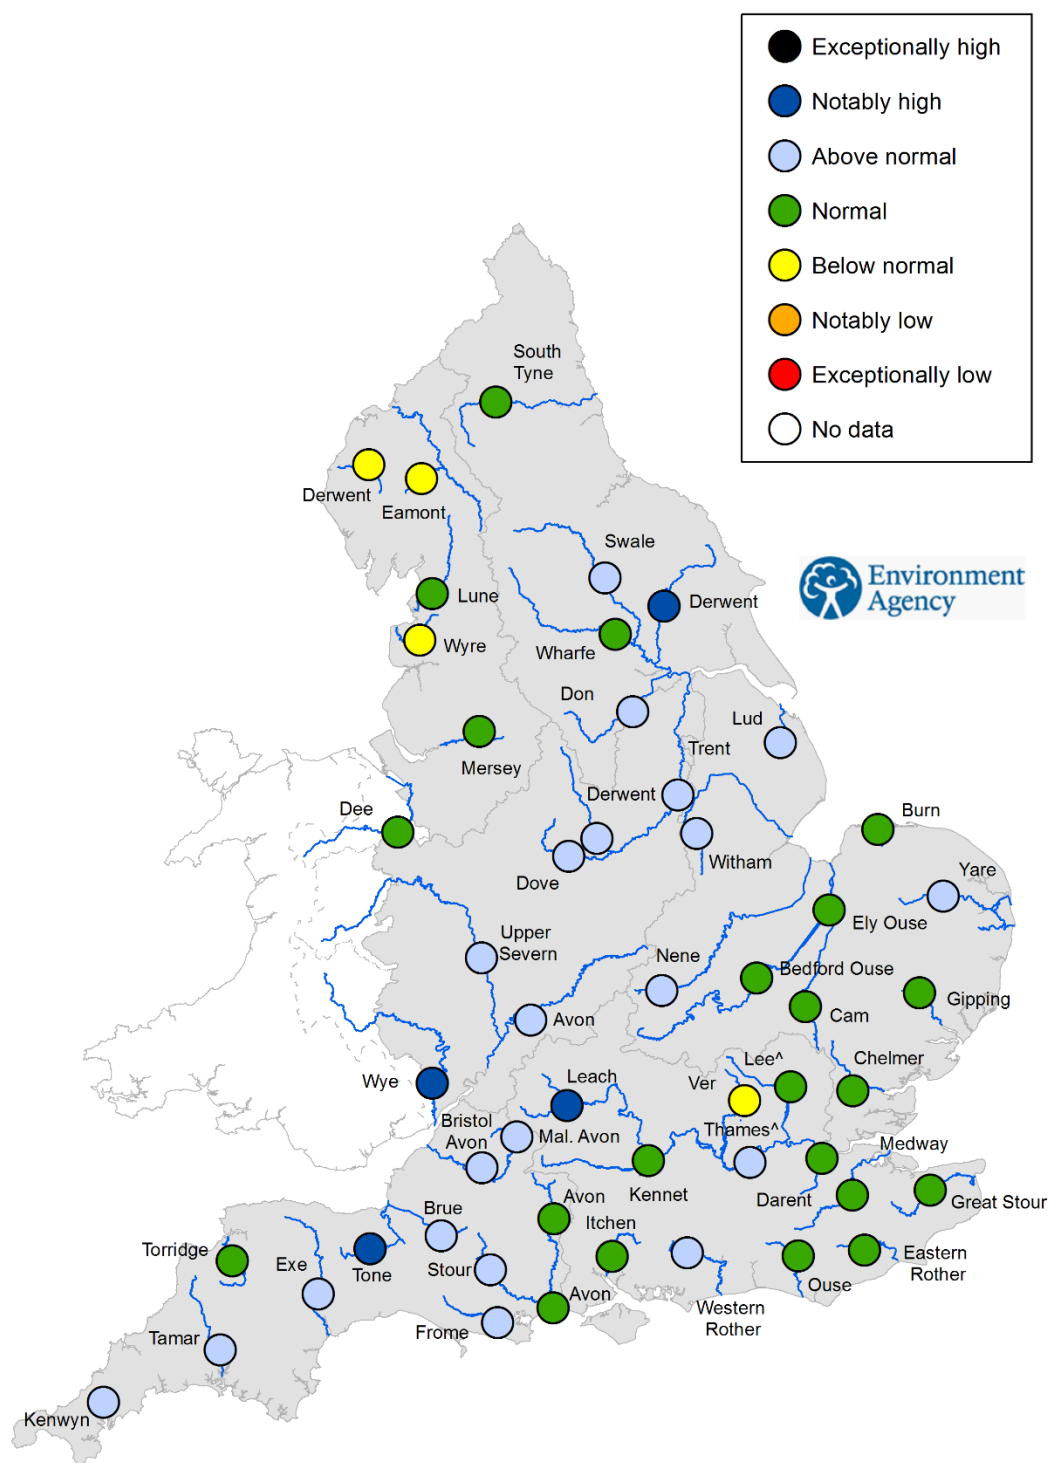 Exceptionally high
Notably high
Above normal
Normal
Below normal
Notably low
Exceptionally low
No data
Environment
Agency
South
Tyne
Derwent
Eamont
Swale
Lune
Derwent
Wyre
Wharfe
Don
Lud
Trent
Mersey
Derwent
Dee
Burn
Witham
Dove
Yare
Ely Ouse
Upper
Severn
Nene
Bedford Ouse
Gipping
Avon
Cam
Lee^
Chelmer
Wye
Leach
Ver
Bristol
Avon
Mal. Avon
Thames^
Medway
Kennet
Darent
Great Stour
Avon
Brue
Itchen
Torridge
Exe
Tone
Stour
Eastern
Rother
Ouse
Avon
Western
Rother
Frome
Tamar
Kenwyn